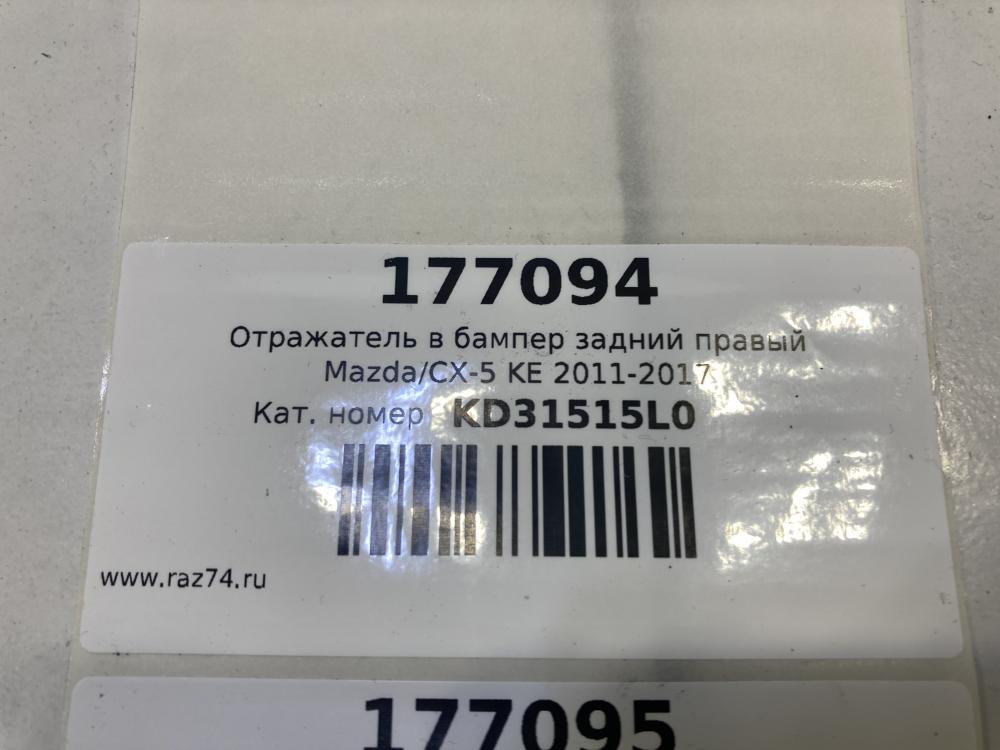 177094
Отражатель в бампер задний правый
Mazda/CX-5 KE 2011-2017
Кат. номер KD31515L0
www.raz74.ru
177095